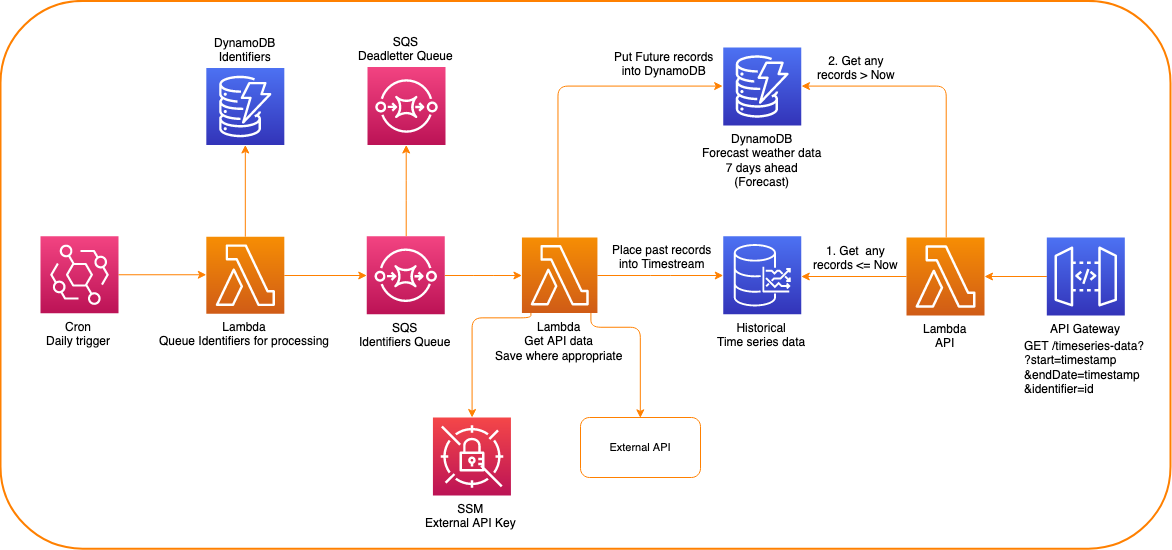 DynamoDB
Identifiers
SQS
Deadletter Queue
Put Future records
into DynamoDB
2. Get any
records > Now
DynamoDB
Forecast weather data
7 days ahead
(Forecast)
Place past records
into Timestream
1. Get  any
records <= Now
Cron
Daily trigger
Lambda
Queue Identifiers for processing
SQS
Identifiers Queue
Lambda
Get API data
Save where appropriate
Historical
Time series data
Lambda
API
</>
API Gateway
GET /timeseries-data?
?start=timestamp
&endDate=timestamp
&identifier=id
External API
SSM
External API Key